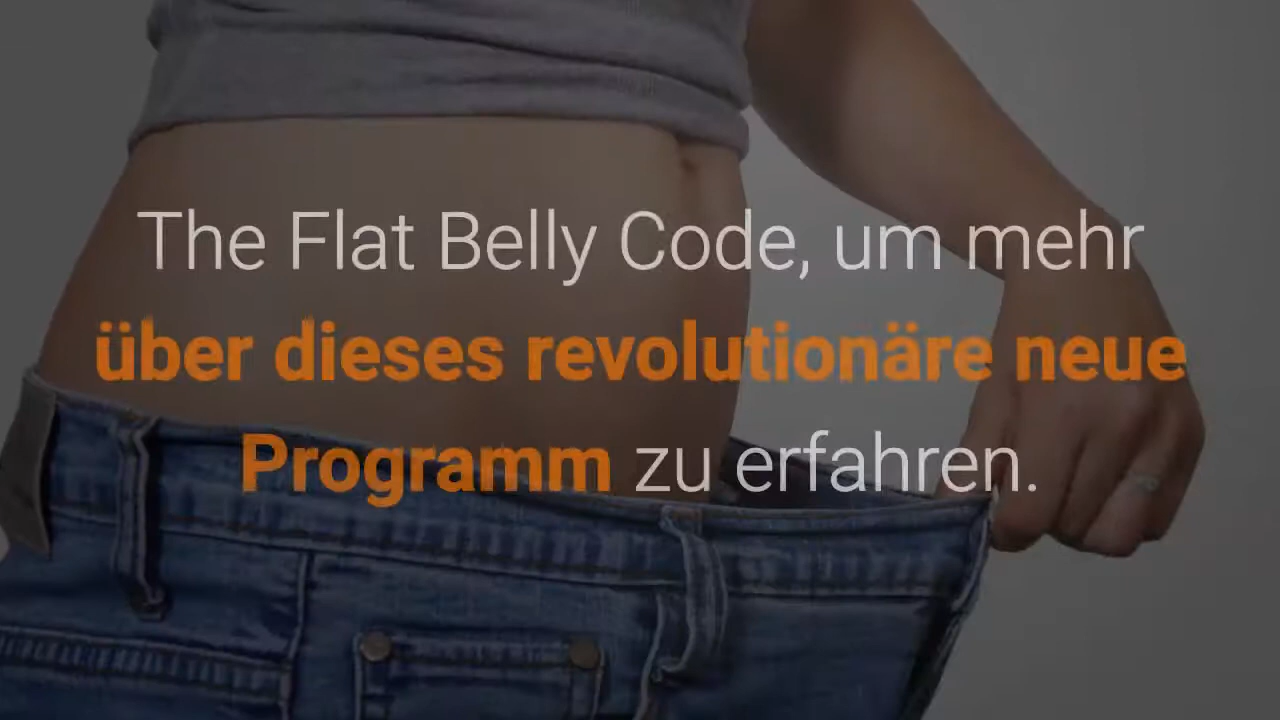 The Flat Belly Code, um mehr
über dieses revolutionäre neue
Programm zu erfahren.